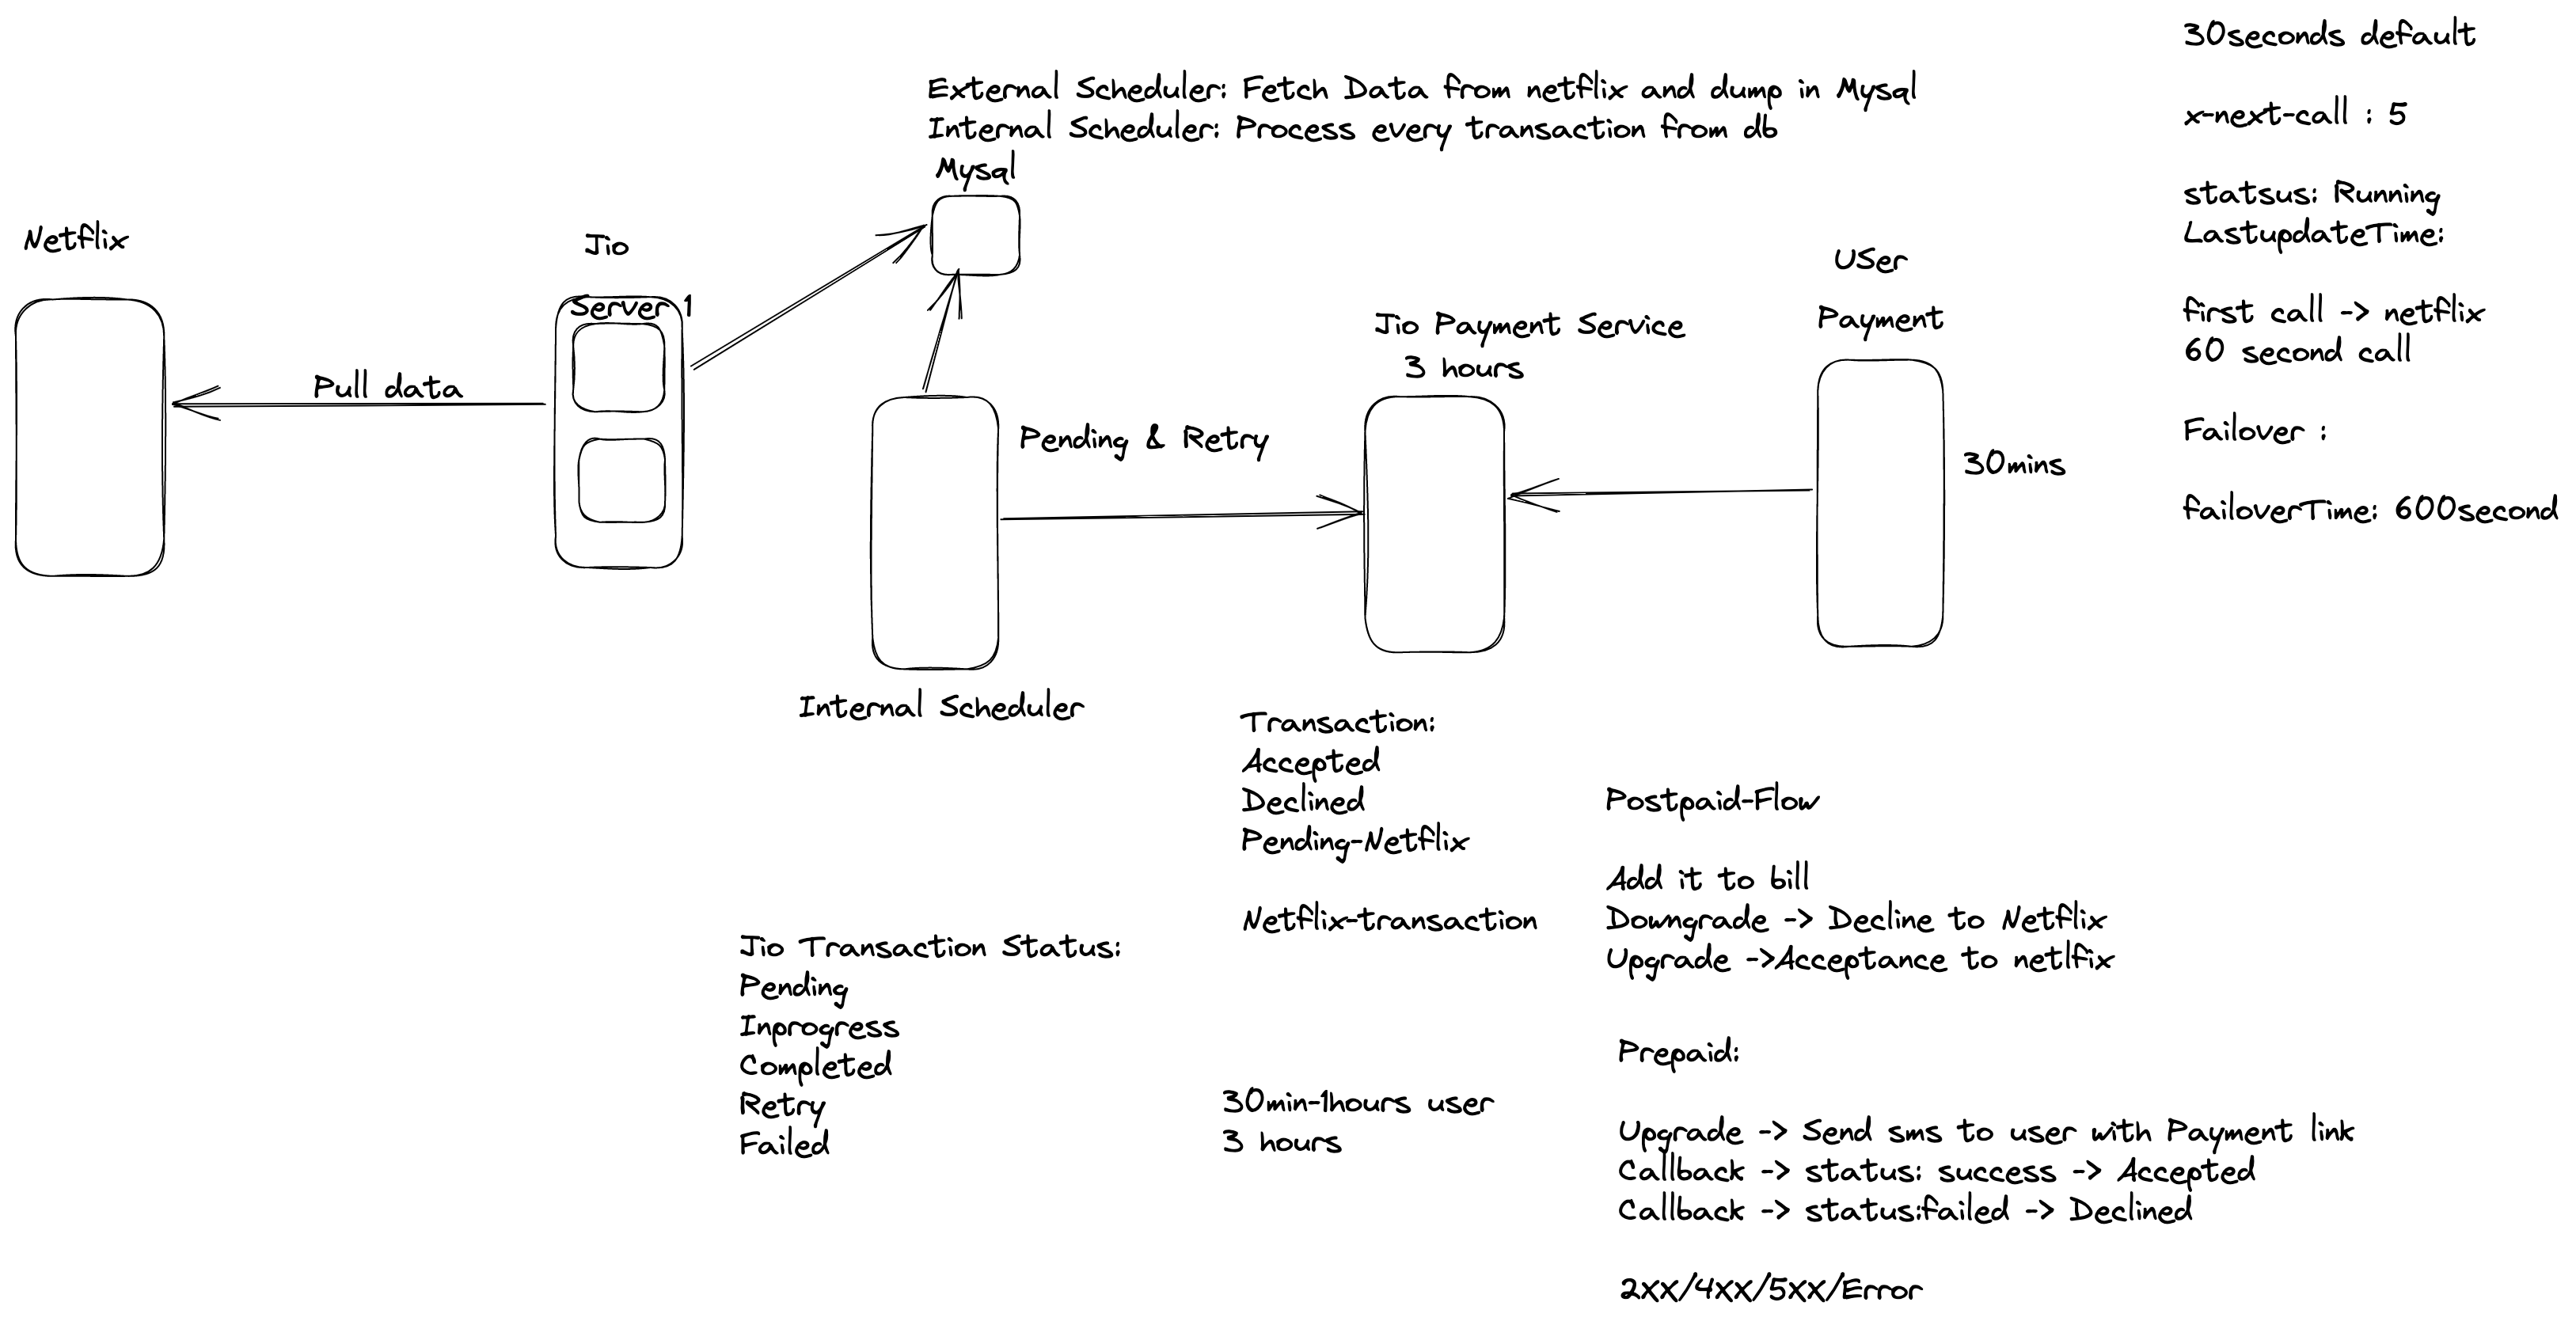 External Scheduler: Fetch Data from netflix and dump in Mysql
Internal Scheduler: Process every transaction from db
Mysql
Netflix
Jio
Server 1
Pull data
Internal Scheduler
Pending & Retry
Jio Payment Service
3 hours
USer
Payment
30mins
30seconds default
x-next-call : 5
statsus: Running
LastupdateTime:
first call -> netflix
60 second call
Failover :
failoverTime: 600second
Transaction:
Accepted
Declined
Pending-Netflix
Netflix-transaction
Jio Transaction Status:
Pending
Inprogress
Completed
Retry
Failed
30min-1hours user
3 hours
Postpaid-Flow
Add it to bill
Downgrade -> Decline to Netflix
Upgrade ->Acceptance to netlfix
Prepaid:
Upgrade -> Send sms to user with Payment link
Callback -> status: success -> Accepted
Callback -> status:failed -> Declined
2XX/4XX/5XX/Error